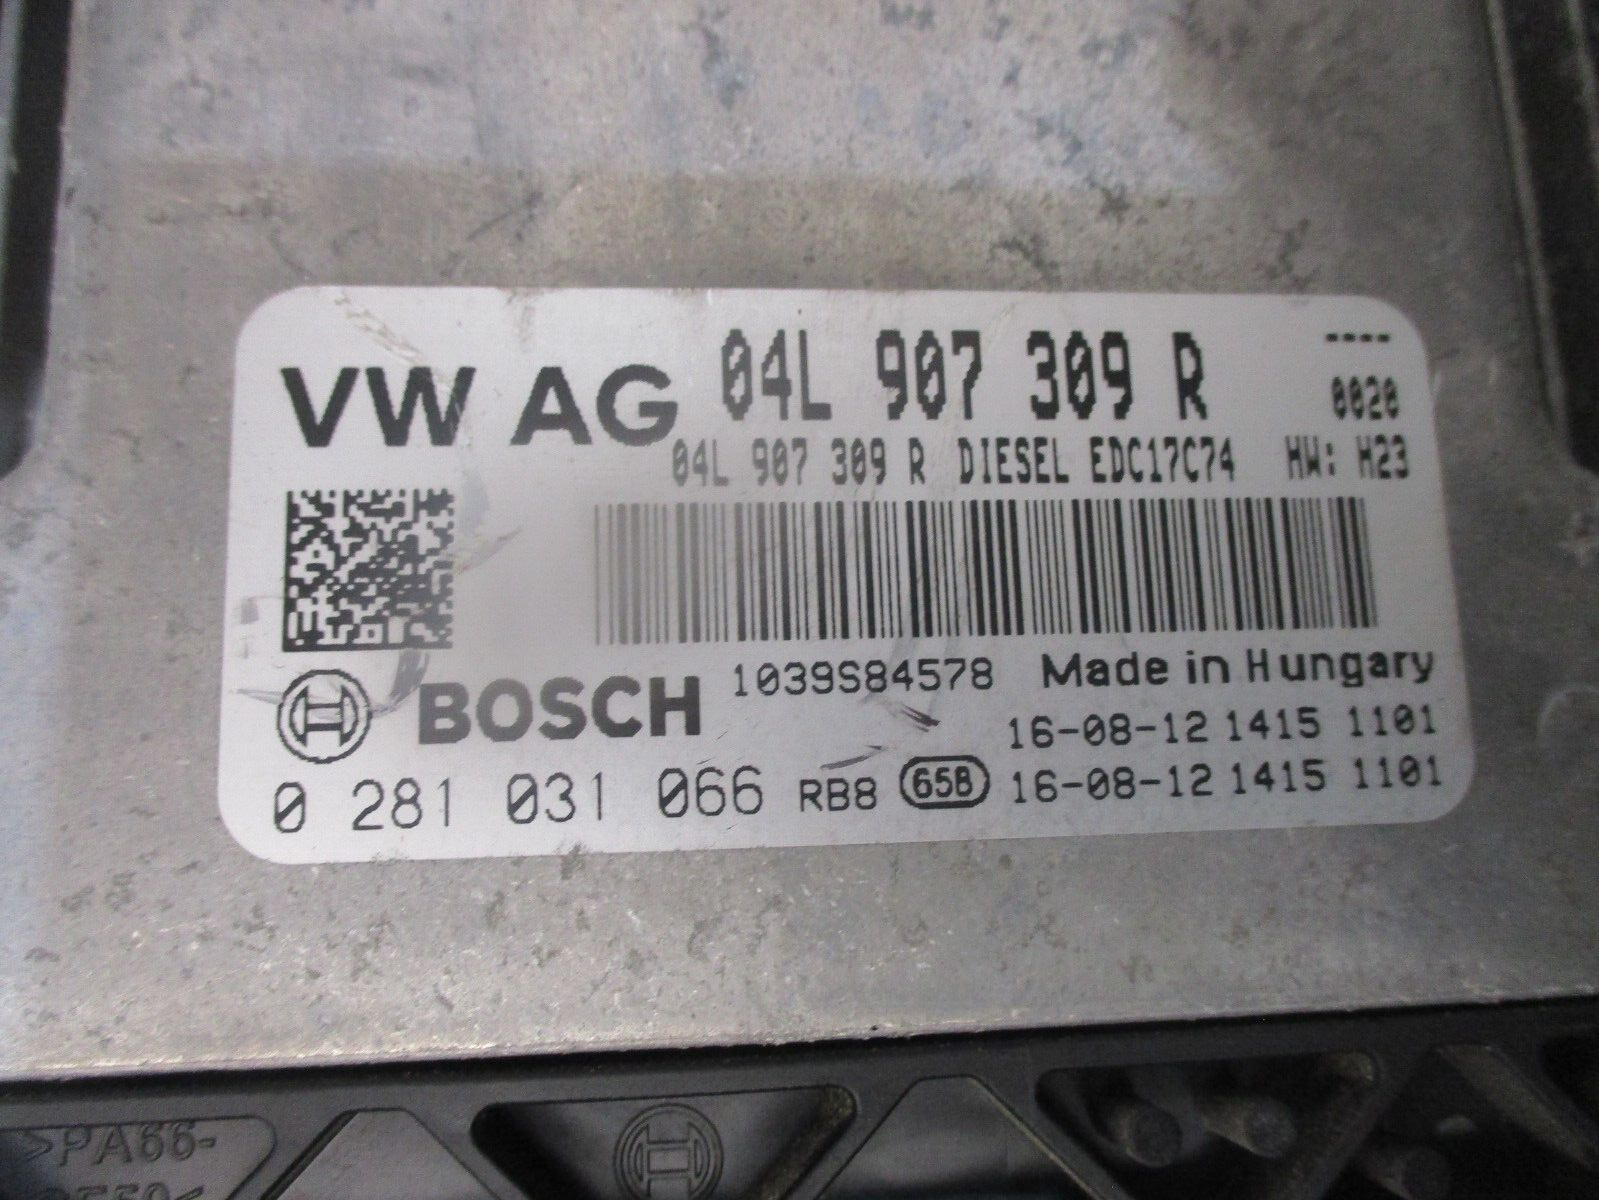 VW AG 04L 907 309 R ----
0020
04L 907 309 R DIESEL EDC17C74 HW: H23
BOSCH 1039S84578 Made in Hungary
16-08-12 1415 1101
0 281 031 066 RB8 65B 16-08-12 1415 1101
>PA66-